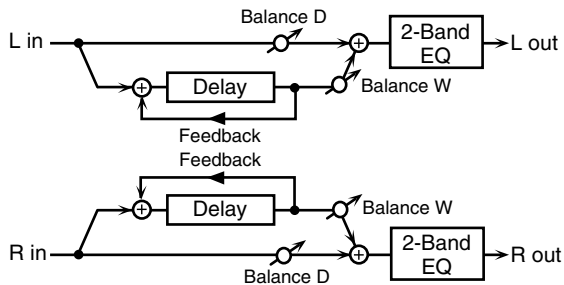 Balance D
L in
2-Band
EQ
L out
Delay
Balance W
Feedback
Feedback
Delay
Balance W
R in
2-Band
EQ
R out
Balance D